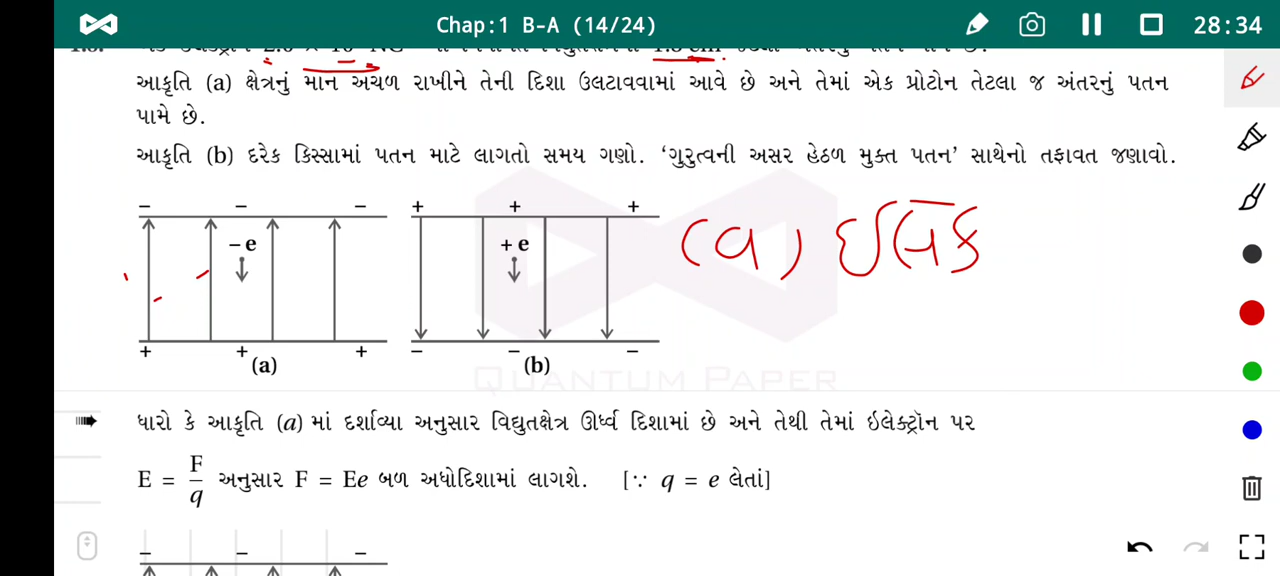 Chap:1 B-A (14/24)
28:34
આકૃતિ (a) ક્ષેત્રનું માન અચળ રાખીને તેની દિશા ઉલટાવવામાં આવે છે અને તેમાં એક પ્રોટોન તેટલા જ અંતરનું પતન
પામે છે.
આકૃતિ (b) દરેક કિસ્સામાં પતન માટે લાગતો સમય ગણો. ‘ગુરુત્વની અસર હેઠળ મુક્ત પતન’ સાથેનો તફાવત જણાવો.
− − −
− e
+ + +
(a)
+ + +
+ e
− − −
(b)
QUANTUM PAPER
ધારો કે આકૃતિ (a) માં દર્શાવ્યા અનુસાર વિદ્યુતક્ષેત્ર ઊર્ધ્વ દિશામાં છે અને તેથી તેમાં ઇલેક્ટ્રૉન પર
E = F/q અનુસાર F = Ee બળ અધોદિશામાં લાગશે. [∵ q = e લેતાં]
− − −